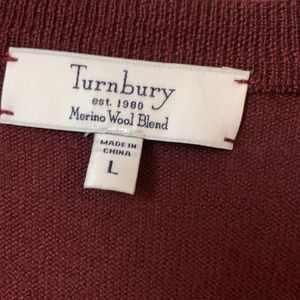 Turnbury
est. 1980
Merino Wool Blend
MADE IN
CHINA
L